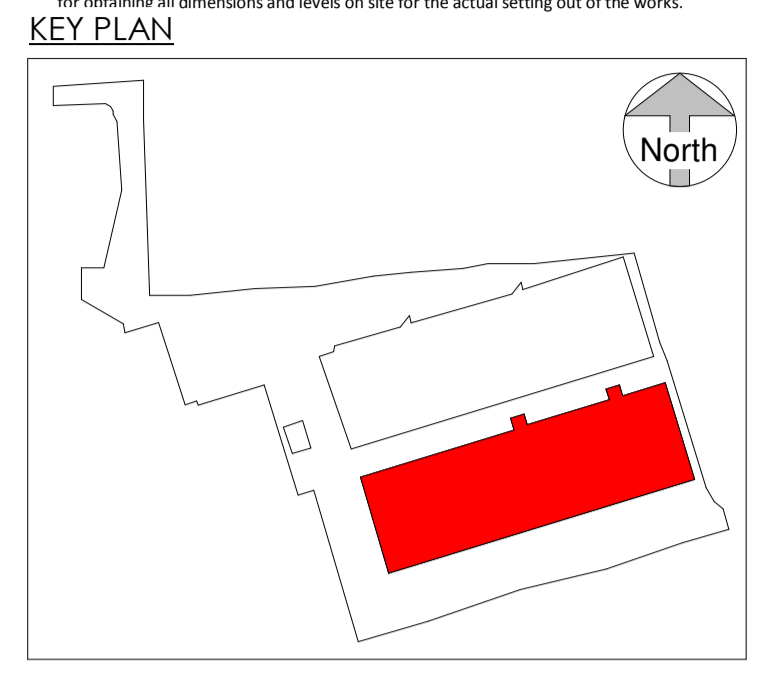 for obtaining all dimensions and levels on site for the actual setting out of the works.
KEY PLAN
North